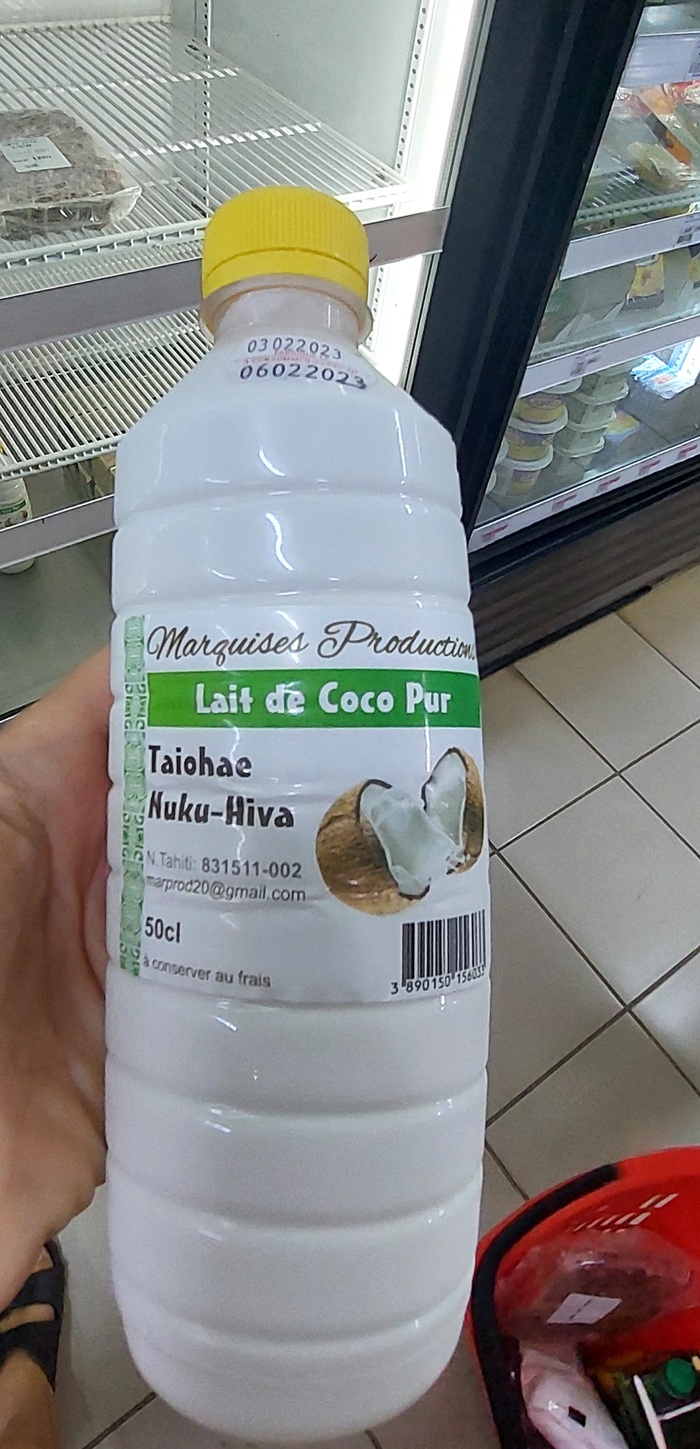 03022023
06022023
Marquises Productions
Lait de Coco Pur
Taiohae
Nuku-Hiva
N.Tahiti: 831511-002
marprod20@gmail.com
50cl
à conserver au frais
3 890150 156033